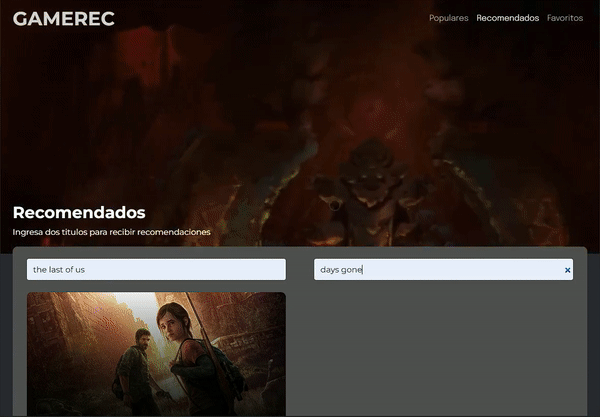 GAMEREC
Populares Recomendados Favoritos
Recomendados
Ingresa dos titulos para recibir recomendaciones
the last of us
days gone